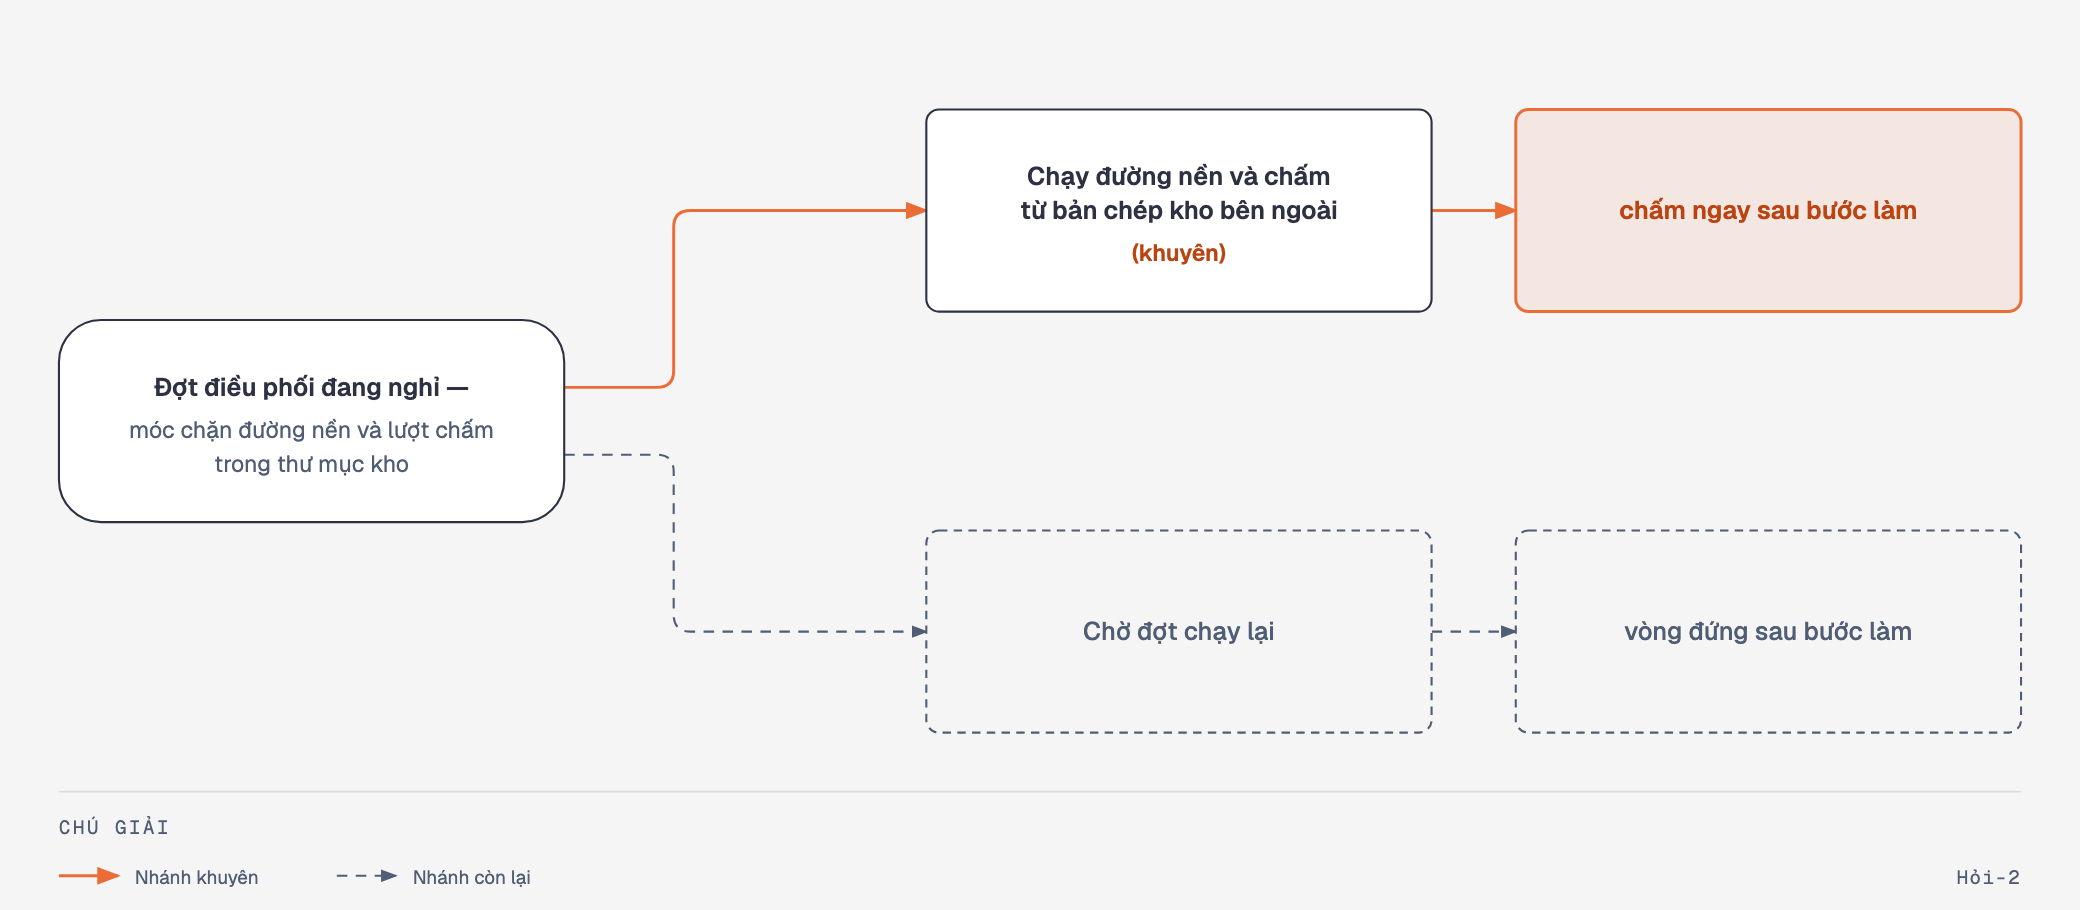 Chạy đường nền và chấm
từ bản chép kho bên ngoài
(khuyên)
chấm ngay sau bước làm
Đợt điều phối đang nghỉ —
móc chặn đường nền và lượt chấm
trong thư mục kho
Chờ đợt chạy lại
vòng đứng sau bước làm
CHÚ GIẢI
Nhánh khuyên
Nhánh còn lại
Hỏi-2